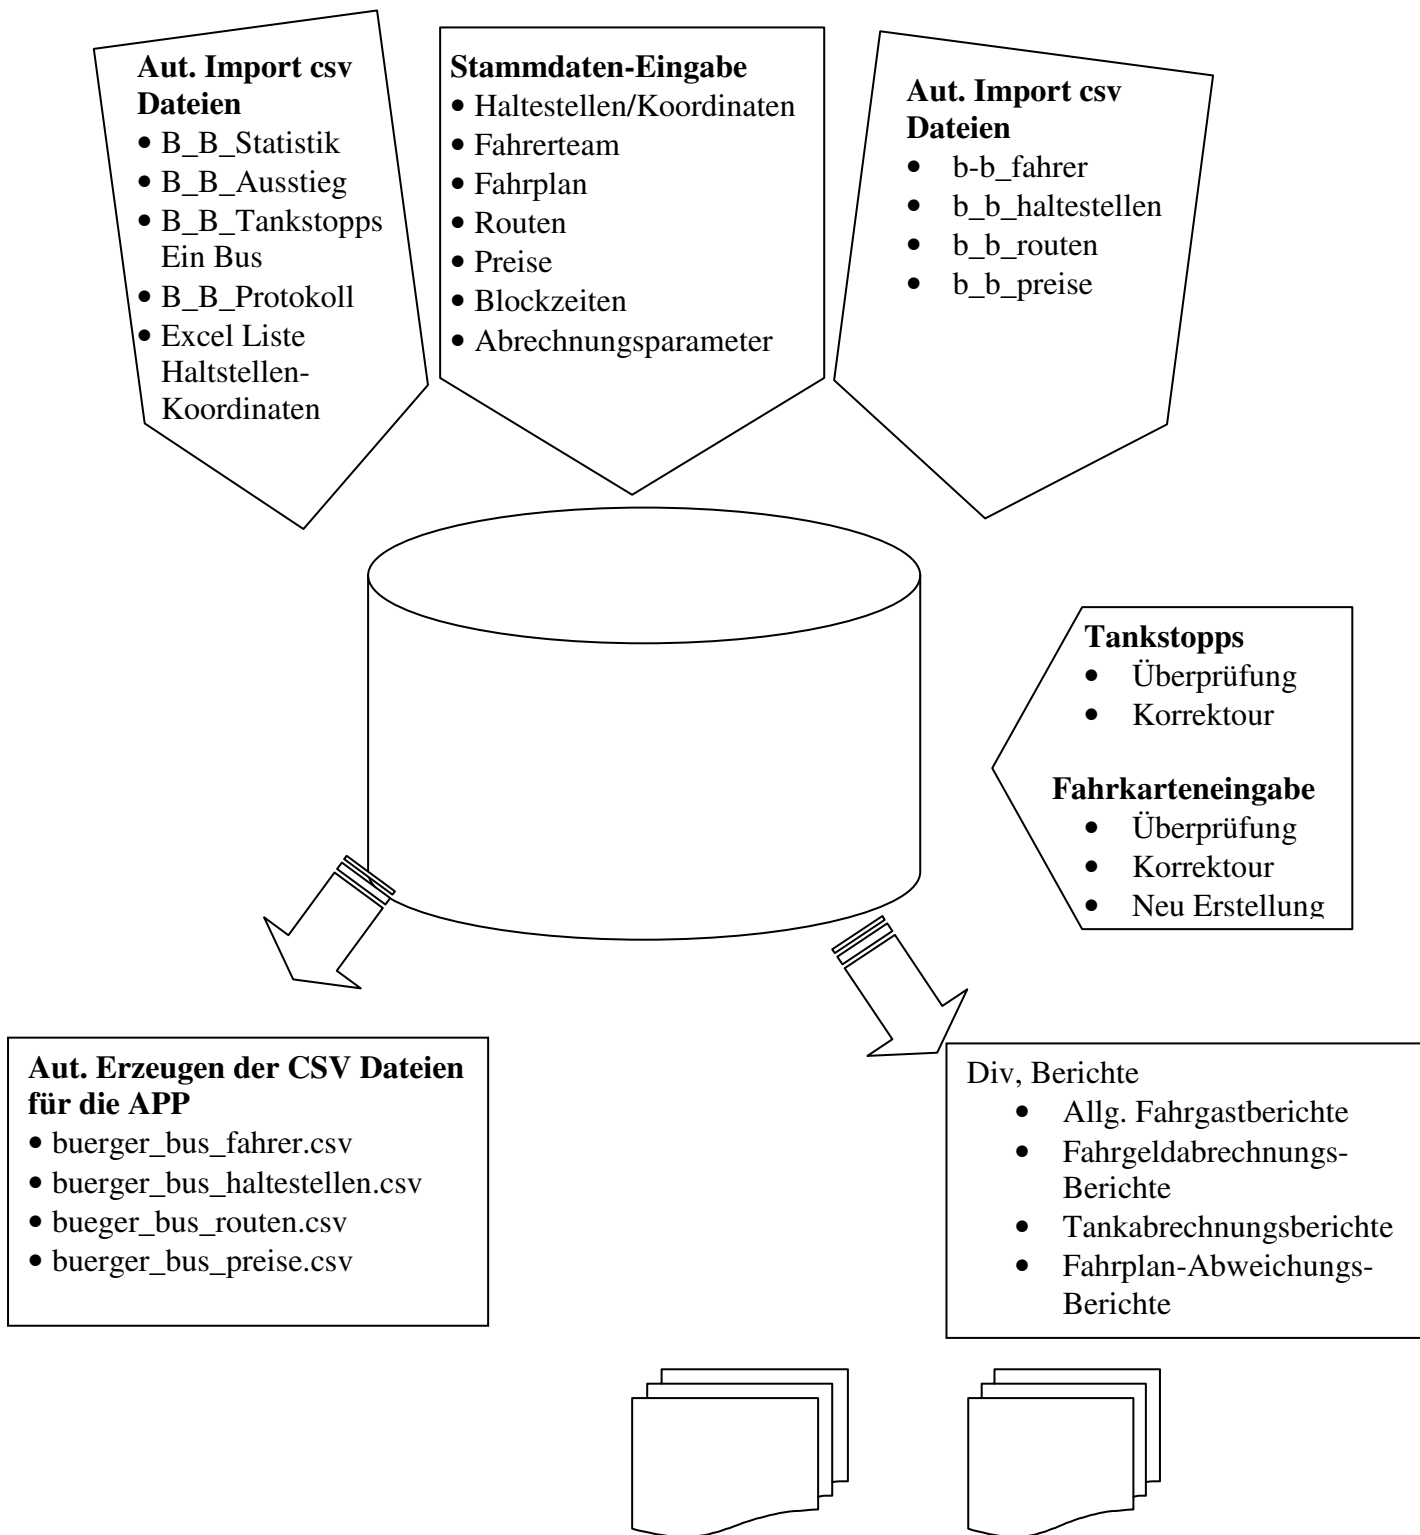 Aut. Import csv
Dateien
• B_B_Statistik
• B_B_Ausstieg
• B_B_Tankstopps
Ein Bus
• B_B_Protokoll
• Excel Liste
Haltstellen-
Koordinaten
Stammdaten-Eingabe
• Haltestellen/Koordinaten
• Fahrerteam
• Fahrplan
• Routen
• Preise
• Blockzeiten
• Abrechnungsparameter
Aut. Import csv
Dateien
• b-b_fahrer
• b_b_haltestellen
• b_b_routen
• b_b_preise
Tankstopps
• Überprüfung
• Korrektour
Fahrkarteneingabe
• Überprüfung
• Korrektour
• Neu Erstellung
Aut. Erzeugen der CSV Dateien
für die APP
• buerger_bus_fahrer.csv
• buerger_bus_haltestellen.csv
• bueger_bus_routen.csv
• buerger_bus_preise.csv
Div, Berichte
• Allg. Fahrgastberichte
• Fahrgeldabrechnungs-
Berichte
• Tankabrechnungsberichte
• Fahrplan-Abweichungs-
Berichte